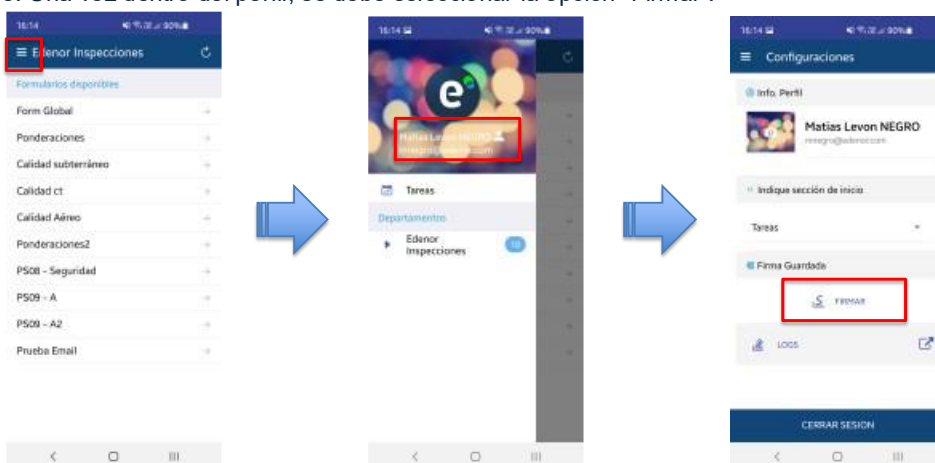 Una vez dentro del perfil, se debe seleccionar la opción "Firmar".
16:14
90%
Edenor Inspecciones
Formularios disponibles
Form Global
Ponderaciones
Calidad subterráneo
Calidad ct
Calidad Aéreo
Ponderaciones2
PS08 - Seguridad
PS09 - A
PS09 - A2
Prueba Email
16:14
90%
e
Matias Levon NEGRO
Tareas
Departamentos
Edenor
Inspecciones
10
16:14
90%
Configuraciones
Info. Perfil
Matias Levon NEGRO
Indique sección de inicio
Tareas
Firma Guardada
FIRMAR
LOGS
CERRAR SESION